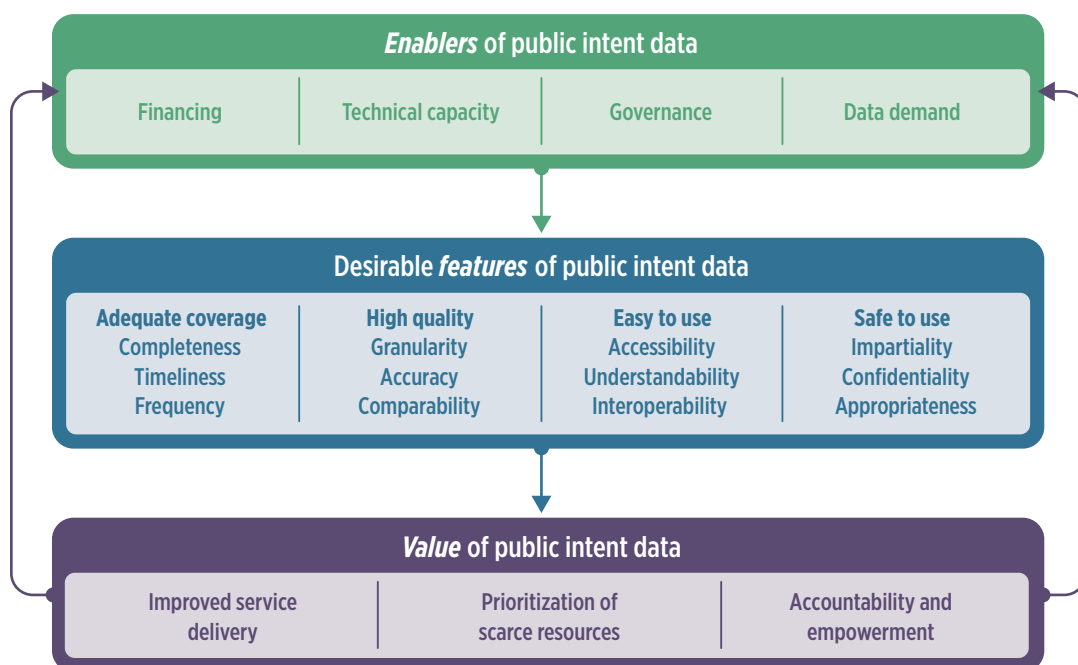 Enablers of public intent data
Financing
Technical capacity
Governance
Data demand
Desirable features of public intent data
Adequate coverage
Completeness
Timeliness
Frequency
High quality
Granularity
Accuracy
Comparability
Easy to use
Accessibility
Understandability
Interoperability
Safe to use
Impartiality
Confidentiality
Appropriateness
Value of public intent data
Improved service
delivery
Prioritization of
scarce resources
Accountability and
empowerment